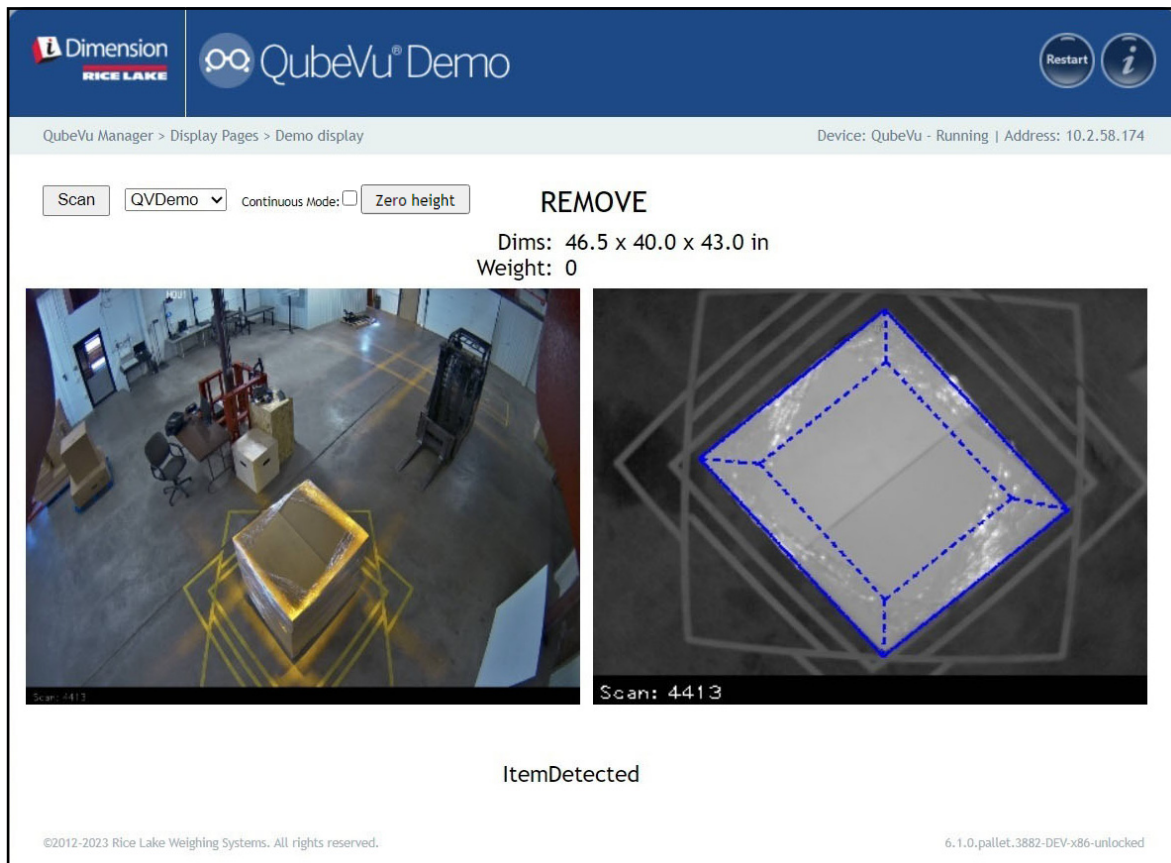 i Dimension
RICE LAKE
QubeVu® Demo
Restart
i
QubeVu Manager > Display Pages > Demo display
Device: QubeVu - Running | Address: 10.2.58.174
Scan
QVDemo
Continuous Mode:
Zero height
REMOVE
Dims: 46.5 x 40.0 x 43.0 in
Weight: 0
Scan: 4413
Scan: 4413
ItemDetected
©2012-2023 Rice Lake Weighing Systems. All rights reserved.
6.1.0.pallet.3882-DEV-x86-unlocked